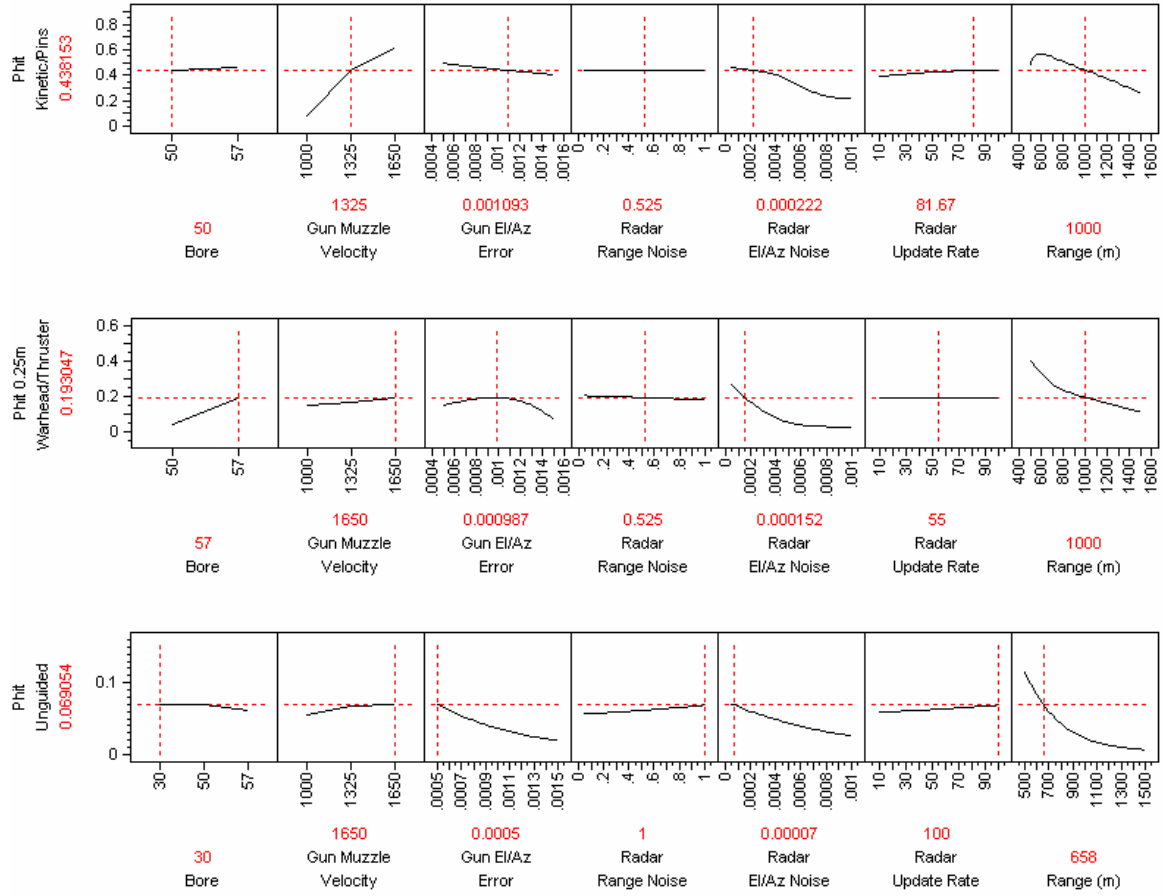 Phit
Kinetic/Pins
0.438153
0.8
0.6
0.4
0.2
0
50 57
1000 1325 1650
.0004 .0006 .0008 .001 .0012 .0014 .0016
0 .2 .4 .6 .8 1
0 .0002 .0004 .0006 .0008 .001
10 30 50 70 90
400 600 800 1000 1200 1400 1600
1325 0.001093 0.525 0.000222 81.67
50 Gun Muzzle Gun El/Az Radar Radar Radar 1000
Bore Velocity Error Range Noise El/Az Noise Update Rate Range (m)
Phit 0.25m
Warhead/Thruster
0.193047
0.6
0.4
0.2
0
50 57
1000 1325 1650
.0004 .0006 .0008 .001 .0012 .0014 .0016
0 .2 .4 .6 .8 1
0 .0002 .0004 .0006 .0008 .001
10 30 50 70 90
400 600 800 1000 1200 1400 1600
1650 0.000987 0.525 0.000152 55
57 Gun Muzzle Gun El/Az Radar Radar Radar 1000
Bore Velocity Error Range Noise El/Az Noise Update Rate Range (m)
Phit
Unguided
0.069054
0.1
0
30 50 57
1000 1325 1650
.0005 .0007 .0009 .0011 .0013 .0015
0 .2 .4 .6 .8 1
0 .0002 .0004 .0006 .0008 .001
10 30 50 70 90
500 700 900 1100 1300 1500
1650 0.0005 1 0.00007 100
30 Gun Muzzle Gun El/Az Radar Radar Radar 658
Bore Velocity Error Range Noise El/Az Noise Update Rate Range (m)